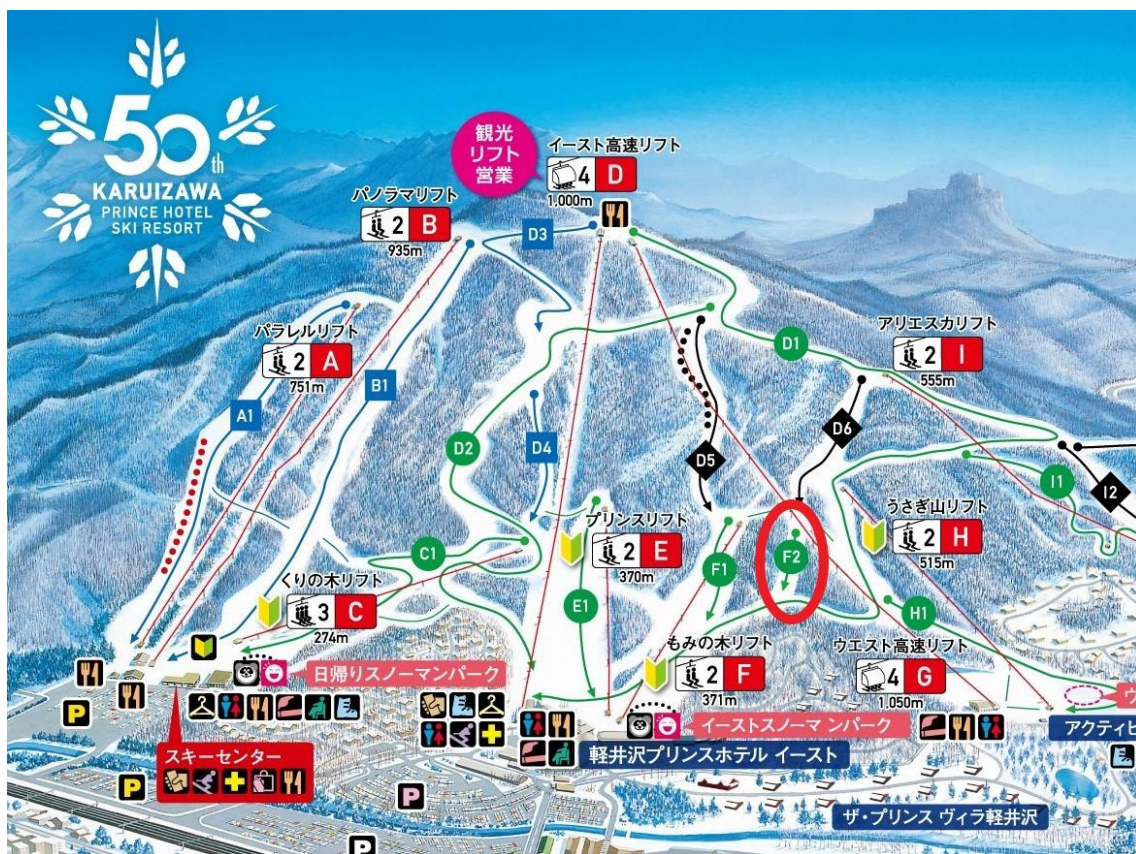 50th
KARUIZAWA
PRINCE HOTEL
SKI RESORT
観光
リフト
営業
イースト高速リフト
4 D
1,000m
パノラマリフト
2 B
935m
D3
パラレルリフト
2 A
751m
アリエスカリフト
2 I
555m
D1
B1
A1
D2
D4
D5
D6
I1
I2
プリンスリフト
2 E
370m
うさぎ山リフト
2 H
515m
C1
F1
F2
くりの木リフト
3 C
274m
E1
H1
もみの木リフト
2 F
371m
ウエスト高速リフト
4 G
1,050m
日帰りスノーマンパーク
イーストスノーマンパーク
ウ
アクティビ
P
スキーセンター
軽井沢プリンスホテル イースト
P
P
ザ・プリンス ヴィラ軽井沢
P